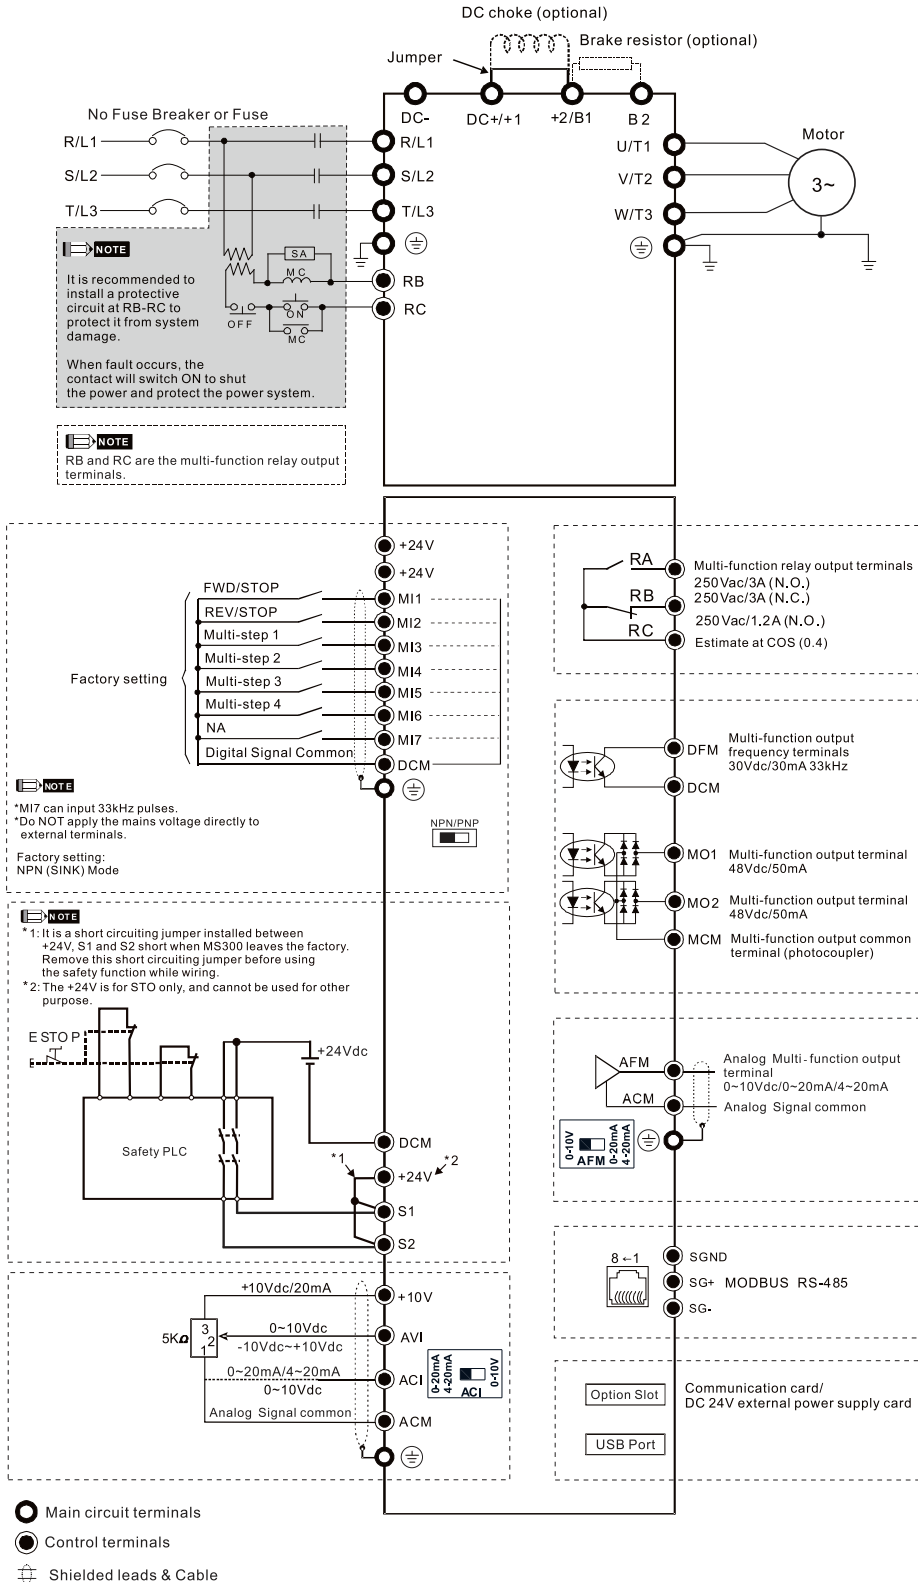 DC choke (optional)
Brake resistor (optional)
Jumper
DC-
DC+/+1
+2/B1
B2
No Fuse Breaker or Fuse
R/L1
S/L2
T/L3
R/L1
S/L2
T/L3
RB
RC
U/T1
V/T2
W/T3
Motor
3~
SA
MC
ON
OFF
MC
NOTE
It is recommended to
install a protective
circuit at RB-RC to
protect it from system
damage.
When fault occurs, the
contact will switch ON to shut
the power and protect the power system.
NOTE
RB and RC are the multi-function relay output
terminals.
+24V
+24V
FWD/STOP
MI1
REV/STOP
MI2
Multi-step 1
MI3
Multi-step 2
MI4
Multi-step 3
MI5
Multi-step 4
MI6
NA
MI7
Digital Signal Common
DCM
Factory setting
NOTE
*MI7 can input 33kHz pulses.
*Do NOT apply the mains voltage directly to
external terminals.
Factory setting:
NPN (SINK) Mode
NPN/PNP
RA
RB
RC
Multi-function relay output terminals
250Vac/3A (N.O.)
250Vac/3A (N.C.)
250Vac/1.2A (N.O.)
Estimate at COS (0.4)
DFM
Multi-function output
frequency terminals
30Vdc/30mA 33kHz
DCM
MO1
Multi-function output terminal
48Vdc/50mA
MO2
Multi-function output terminal
48Vdc/50mA
MCM
Multi-function output common
terminal (photocoupler)
NOTE
*1: It is a short circuiting jumper installed between
+24V, S1 and S2 short when MS300 leaves the factory.
Remove this short circuiting jumper before using
the safety function while wiring.
*2: The +24V is for STO only, and cannot be used for other
purpose.
ESTOP
+24Vdc
Safety PLC
DCM
*1
+24V
*2
S1
S2
AFM
Analog Multi-function output
terminal
0~10Vdc/0~20mA/4~20mA
ACM
Analog Signal common
0-10V
AFM
0-20mA
4-20mA
8←1
SGND
SG+
MODBUS RS-485
SG-
+10Vdc/20mA
+10V
5KΩ
3
2
1
0~10Vdc
-10Vdc~+10Vdc
AVI
0~20mA/4~20mA
0~10Vdc
ACI
Analog Signal common
ACM
0-20mA
4-20mA
ACI
0-10V
Option Slot
Communication card/
DC 24V external power supply card
USB Port
Main circuit terminals
Control terminals
Shielded leads & Cable